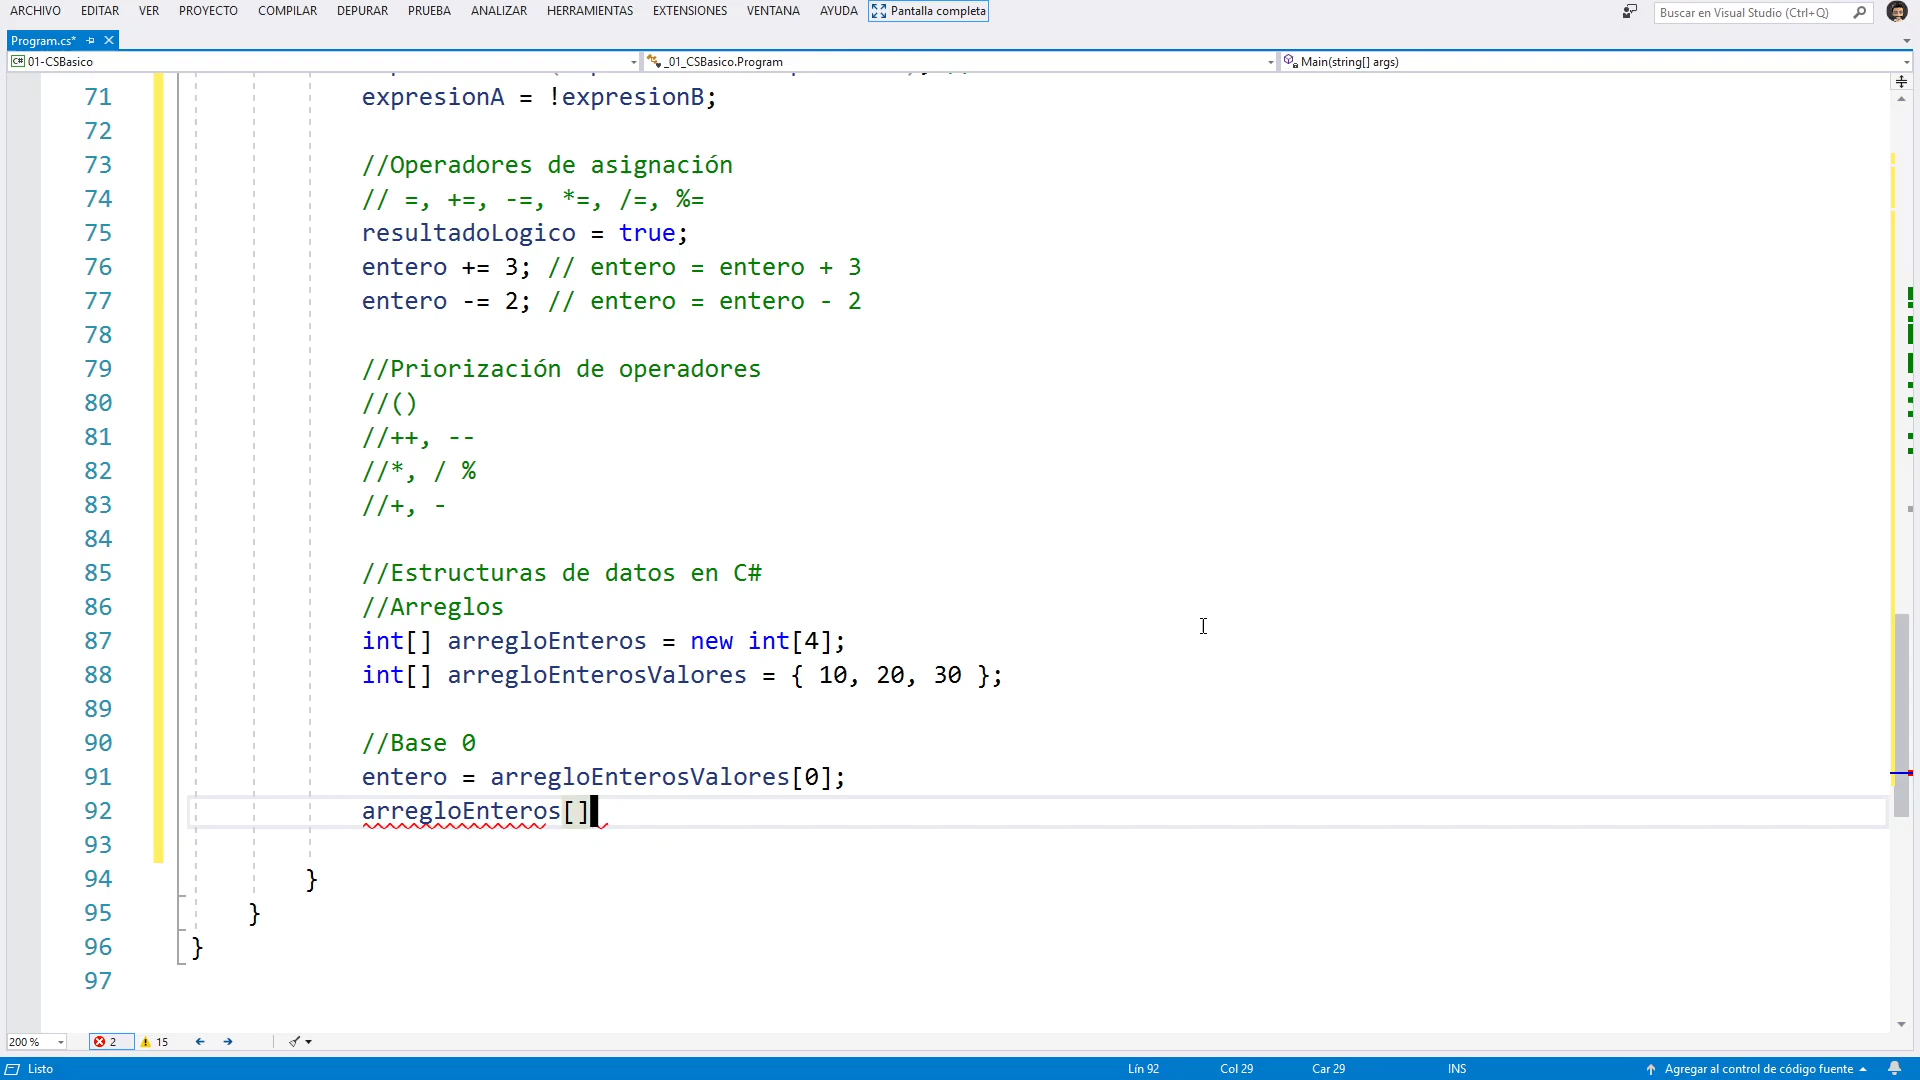 ARCHIVO EDITAR VER PROYECTO COMPILAR DEPURAR PRUEBA ANALIZAR HERRAMIENTAS EXTENSIONES VENTANA AYUDA Pantalla completa Buscar en Visual Studio (Ctrl+Q)
Program.cs*
C# 01-CSBasico _01_CSBasico.Program Main(string[] args)
71 expresionA = !expresionB;
72
73 //Operadores de asignación
74 // =, +=, -=, *=, /=, %=
75 resultadoLogico = true;
76 entero += 3; // entero = entero + 3
77 entero -= 2; // entero = entero - 2
78
79 //Priorización de operadores
80 //()
81 //++, --
82 //*, / %
83 //+, -
84
85 //Estructuras de datos en C#
86 //Arreglos
87 int[] arregloEnteros = new int[4];
88 int[] arregloEnterosValores = { 10, 20, 30 };
89
90 //Base 0
91 entero = arregloEnterosValores[0];
92 arregloEnteros[]
93
94 }
95 }
96 }
97
200 % 2 15
Listo Lín 92 Col 29 Car 29 INS Agregar al control de código fuente